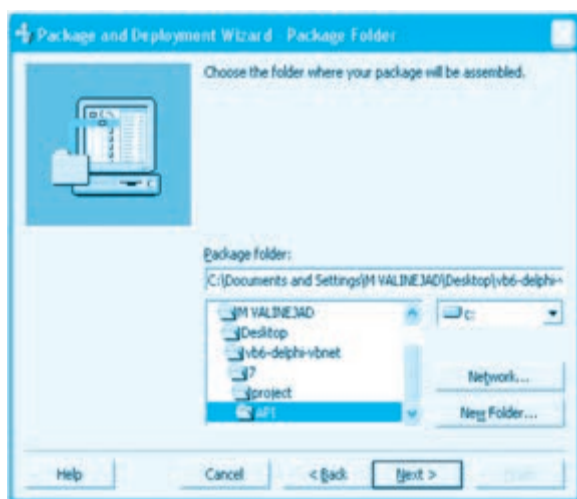 Package and Deployment Wizard - Package Folder
Choose the folder where your package will be assembled.
Package folder:
C:\Documents and Settings\M VALINEJAD\Desktop\vb6-delphi-
M VALINEJAD
c:
Desktop
vb6-delphi-vbnet
7
project
API
Network...
New Folder...
Help
Cancel
< Back
Next >